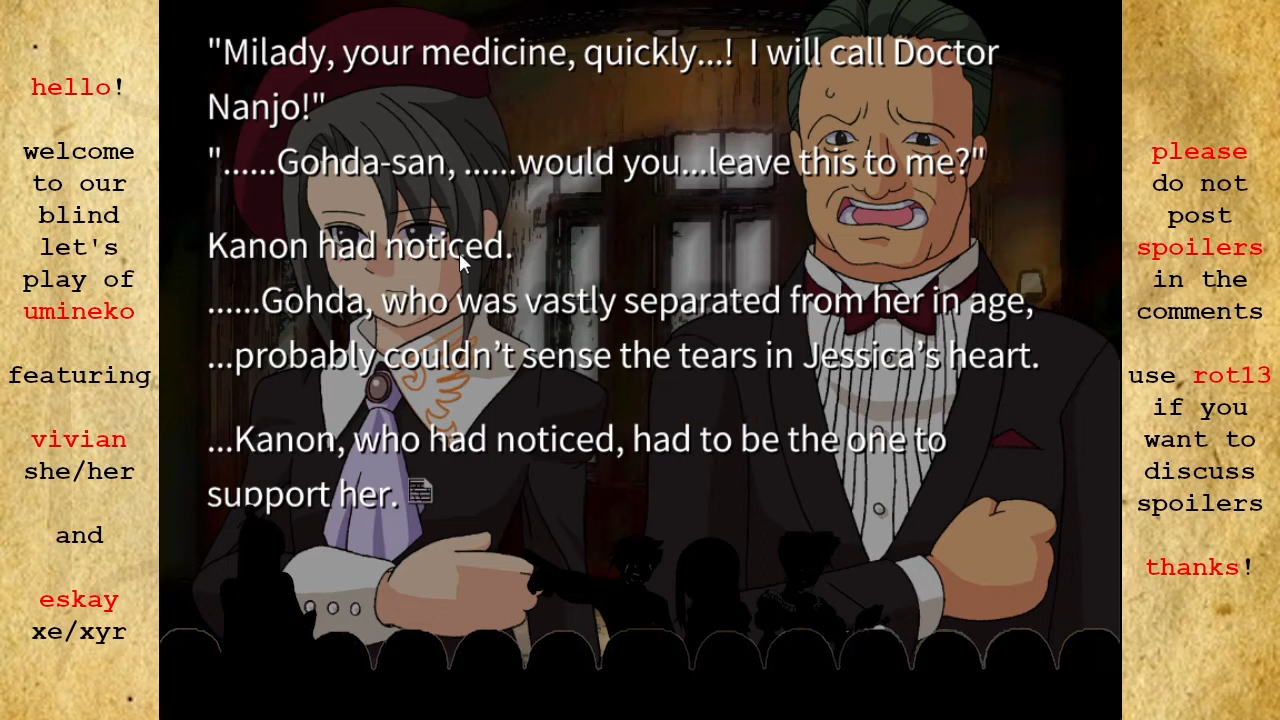 hello!
welcome
to our
blind
let's
play of
umineko
featuring
vivian
she/her
and
eskay
xe/xyr
"Milady, your medicine, quickly...!  I will call Doctor
Nanjo!"
"......Gohda-san, ......would you...leave this to me?"
Kanon had noticed.
......Gohda, who was vastly separated from her in age,
...probably couldn’t sense the tears in Jessica’s heart.
...Kanon, who had noticed, had to be the one to
support her.
please
do not
post
spoilers
in the
comments
use rot13
if you
want to
discuss
spoilers
thanks!